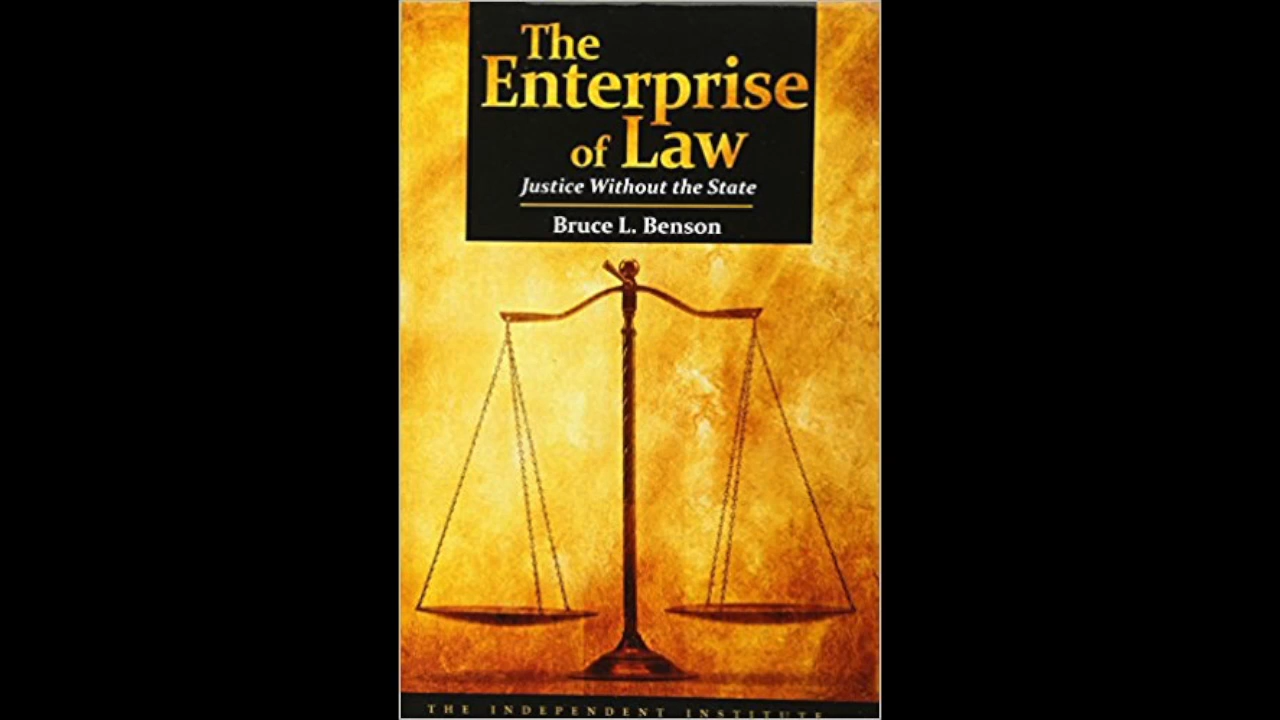 The
Enterprise
of Law
Justice Without the State
Bruce L. Benson
THE INDEPENDENT INSTITUTE